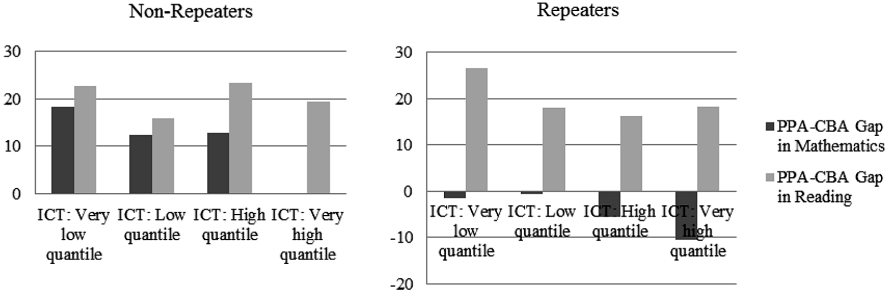 Non-Repeaters
30
20
10
0
ICT: Very low quantile
ICT: Low quantile
ICT: High quantile
ICT: Very high quantile
Repeaters
30
20
10
0
-10
-20
ICT: Very low quantile
ICT: Low quantile
ICT: High quantile
ICT: Very high quantile
PPA-CBA Gap
in Mathematics
PPA-CBA Gap
in Reading